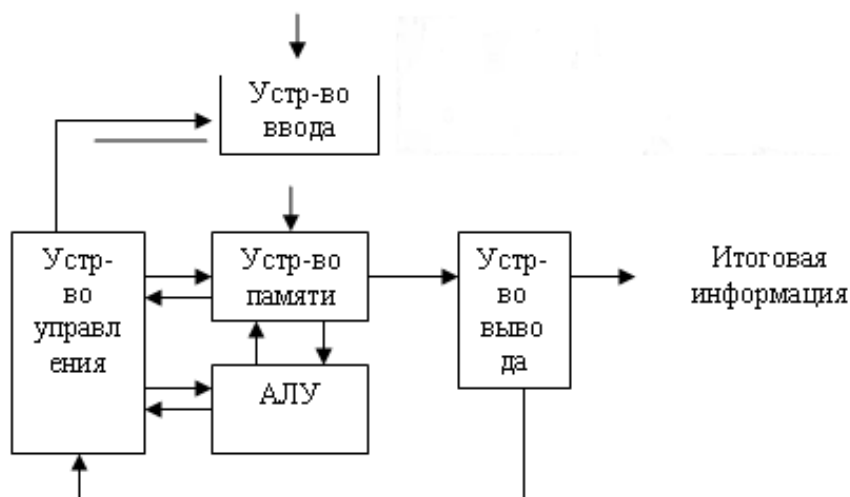 Устр-во
ввода
Устр-
во
управл
ения
Устр-во
памяти
АЛУ
Устр-
во
выво
да
Итоговая
информация